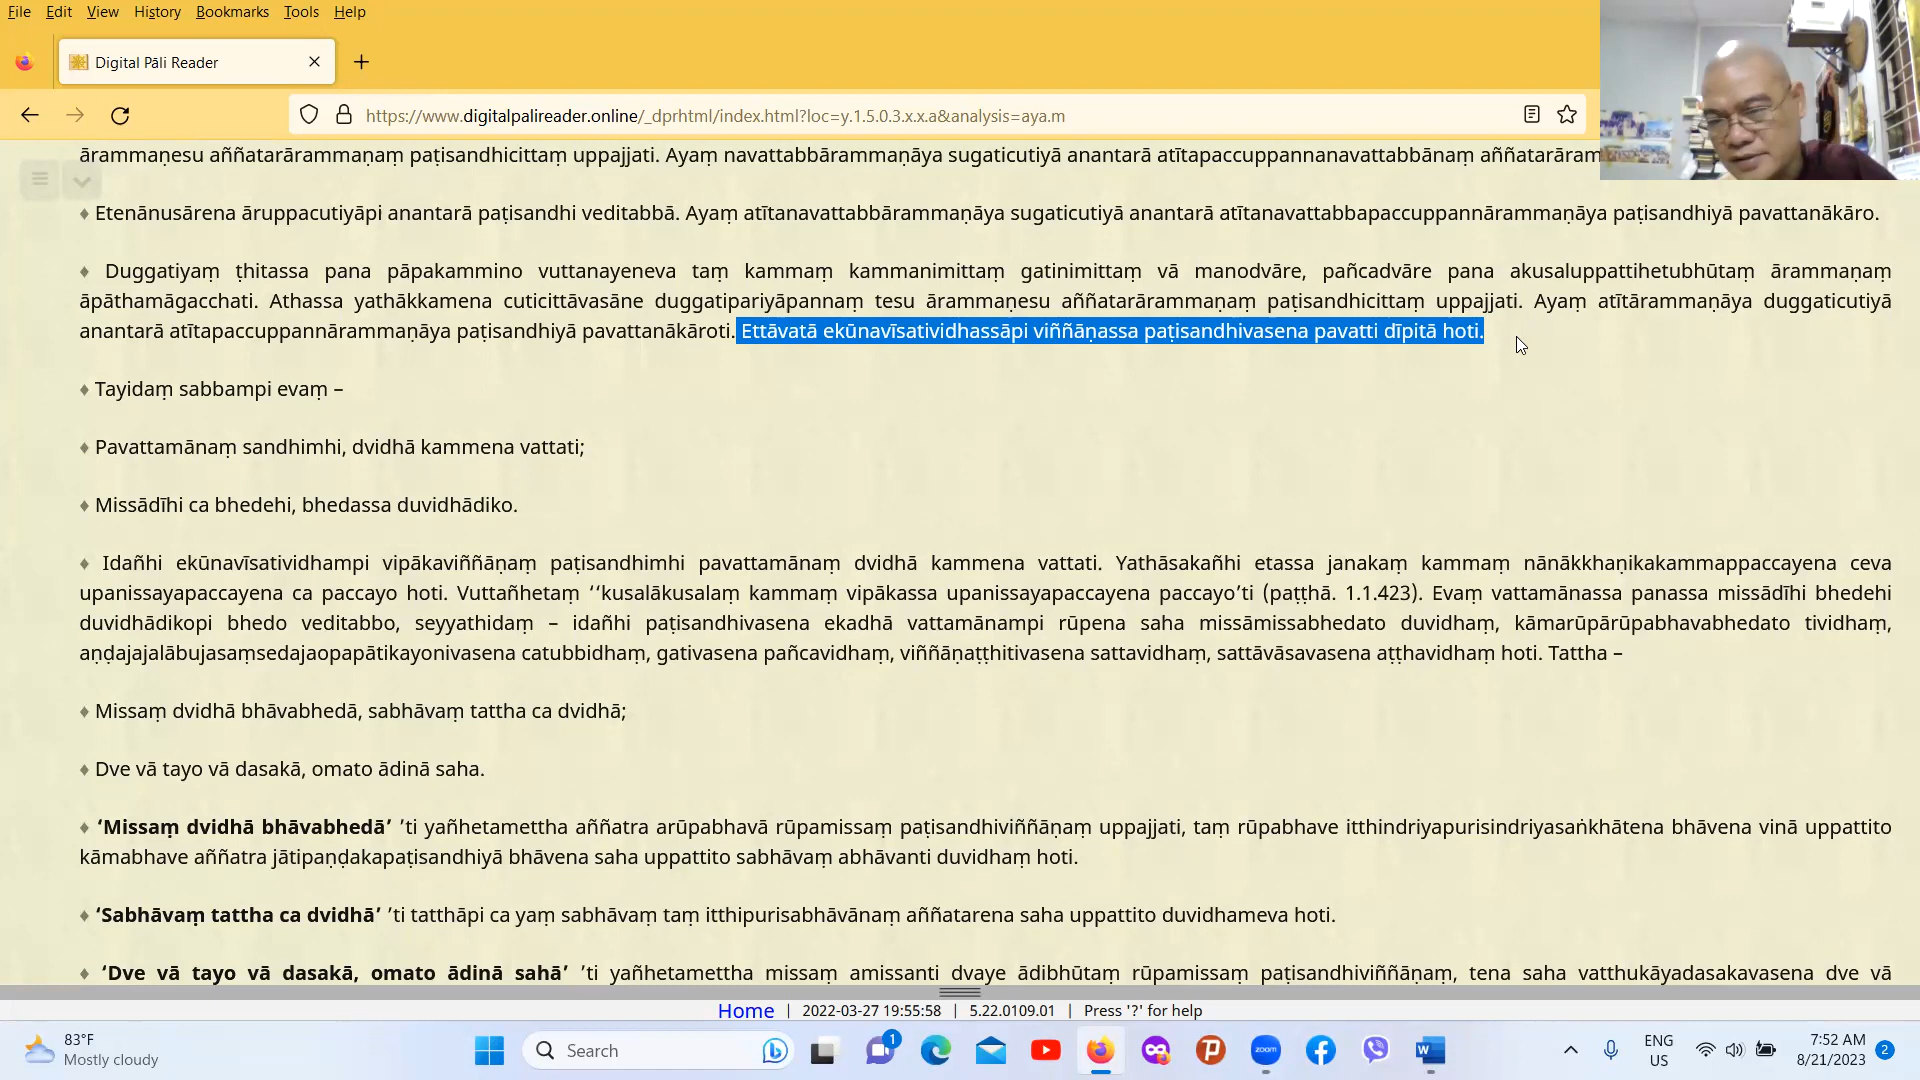 File Edit View History Bookmarks Tools Help
Digital Pāli Reader
https://www.digitalpalireader.online/_dprhtml/index.html?loc=y.1.5.0.3.x.x.a&analysis=aya.m
ārammaṇesu aññatarārammaṇaṃ paṭisandhicittaṃ uppajjati. Ayaṃ navattabbārammaṇāya sugaticutiyā anantarā atītapaccuppannanavattabbānaṃ
♦ Etenānusārena āruppacutiyāpi anantarā paṭisandhi veditabbā. Ayaṃ atītanavattabbārammaṇāya sugaticutiyā anantarā atītanavattabbapaccuppannārammaṇāya paṭisandhiyā pavattanākāro.
♦ Duggatiyaṃ ṭhitassa pana pāpakammino vuttanayeneva taṃ kammaṃ kammanimittaṃ gatinimittaṃ vā manodvāre, pañcadvāre pana akusaluppattihetubhūtaṃ ārammaṇaṃ
āpāthamāgacchati. Athassa yathākkamena cuticittāvasāne duggatipariyāpannaṃ tesu ārammaṇesu aññatarārammaṇaṃ paṭisandhicittaṃ uppajjati. Ayaṃ atītārammaṇāya duggaticutiyā
anantarā atītapaccuppannārammaṇāya paṭisandhiyā pavattanākāroti. Ettāvatā ekūnavīsatividhassāpi viññāṇassa paṭisandhivasena pavatti dīpitā hoti.
♦ Tayidaṃ sabbampi evaṃ –
♦ Pavattamānaṃ sandhimhi, dvidhā kammena vattati;
♦ Missādīhi ca bhedehi, bhedassa duvidhādiko.
♦ Idañhi ekūnavīsatividhampi vipākaviññāṇaṃ paṭisandhimhi pavattamānaṃ dvidhā kammena vattati. Yathāsakañhi etassa janakaṃ kammaṃ nānākkhaṇikakammappaccayena ceva
upanissayapaccayena ca paccayo hoti. Vuttañhetaṃ ‘‘kusalākusalaṃ kammaṃ vipākassa upanissayapaccayena paccayo’ti (paṭṭhā. 1.1.423). Evaṃ vattamānassa panassa missādīhi bhedehi
duvidhādikopi bhedo veditabbo, seyyathidaṃ – idañhi paṭisandhivasena ekadhā vattamānampi rūpena saha missāmissabhedato duvidhaṃ, kāmarūpārūpabhavabhedato tividhaṃ,
aṇḍajajalābujasaṃsedajaopapātikayonivasena catubbidhaṃ, gativasena pañcavidhaṃ, viññāṇaṭṭhitivasena sattavidhaṃ, sattāvāsavasena aṭṭhavidhaṃ hoti. Tattha –
♦ Missaṃ dvidhā bhāvabhedā, sabhāvaṃ tattha ca dvidhā;
♦ Dve vā tayo vā dasakā, omato ādinā saha.
♦ ‘Missaṃ dvidhā bhāvabhedā’ ’ti yañhetamettha aññatra arūpabhavā rūpamissaṃ paṭisandhiviññāṇaṃ uppajjati, taṃ rūpabhave itthindriyapurisindriyasaṅkhātena bhāvena vinā uppattito
kāmabhave aññatra jātipaṇḍakapaṭisandhiyā bhāvena saha uppattito sabhāvaṃ abhāvanti duvidhaṃ hoti.
♦ ‘Sabhāvaṃ tattha ca dvidhā’ ’ti tatthāpi ca yaṃ sabhāvaṃ taṃ itthipurisabhāvānaṃ aññatarena saha uppattito duvidhameva hoti.
♦ ‘Dve vā tayo vā dasakā, omato ādinā sahā’ ’ti yañhetamettha missaṃ amissanti dvaye ādibhūtaṃ rūpamissaṃ paṭisandhiviññāṇaṃ, tena saha vatthukāyadasakavasena dve vā
Home | 2022-03-27 19:55:58 | 5.22.0109.01 | Press '?' for help
83°F
Mostly cloudy
Search
1
zoom
ENG
US
7:52 AM
8/21/2023
2